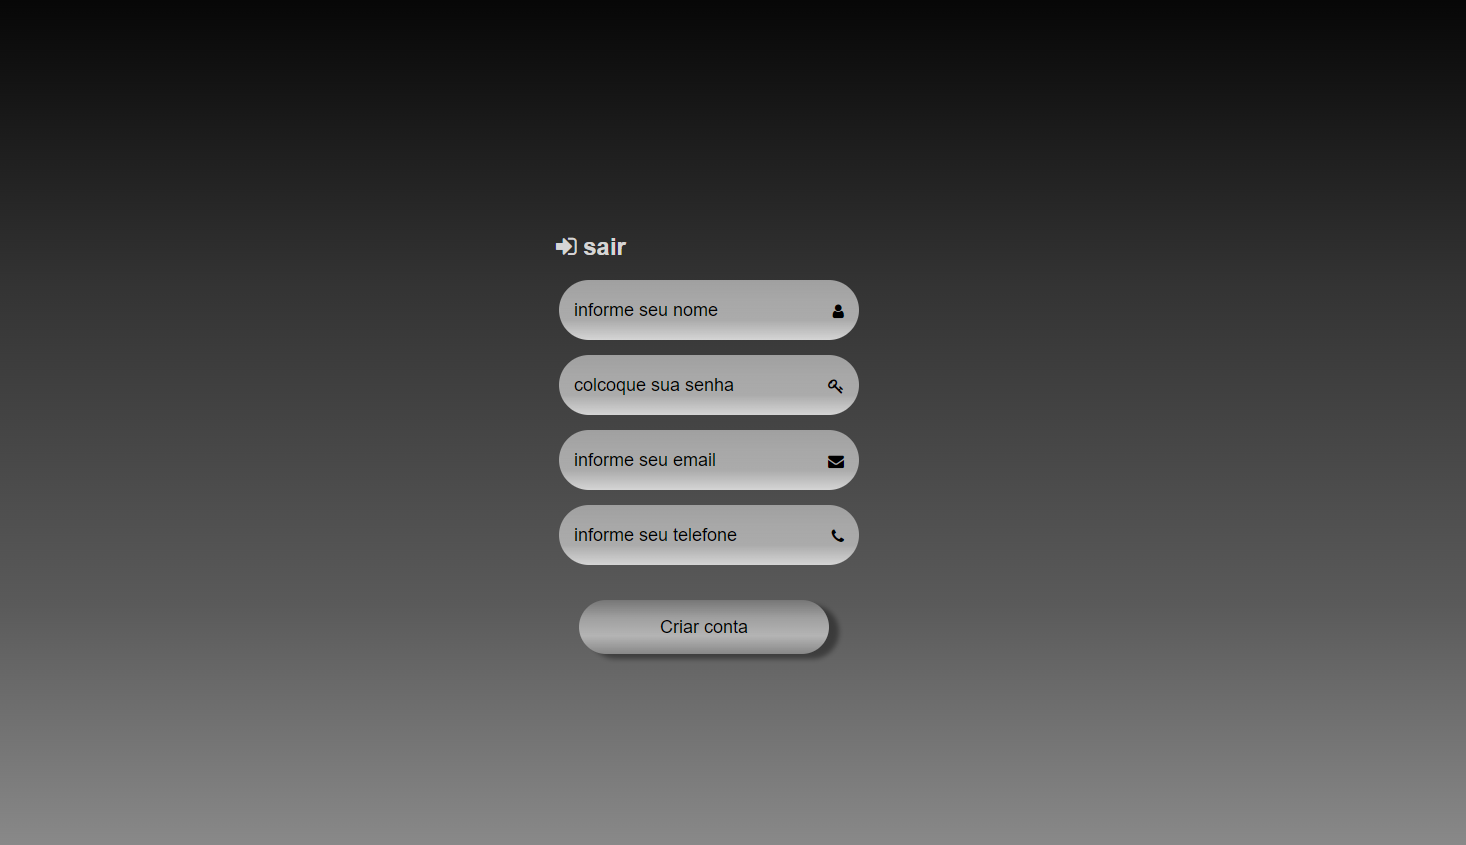 sair
informe seu nome
colcoque sua senha
informe seu email
informe seu telefone
Criar conta